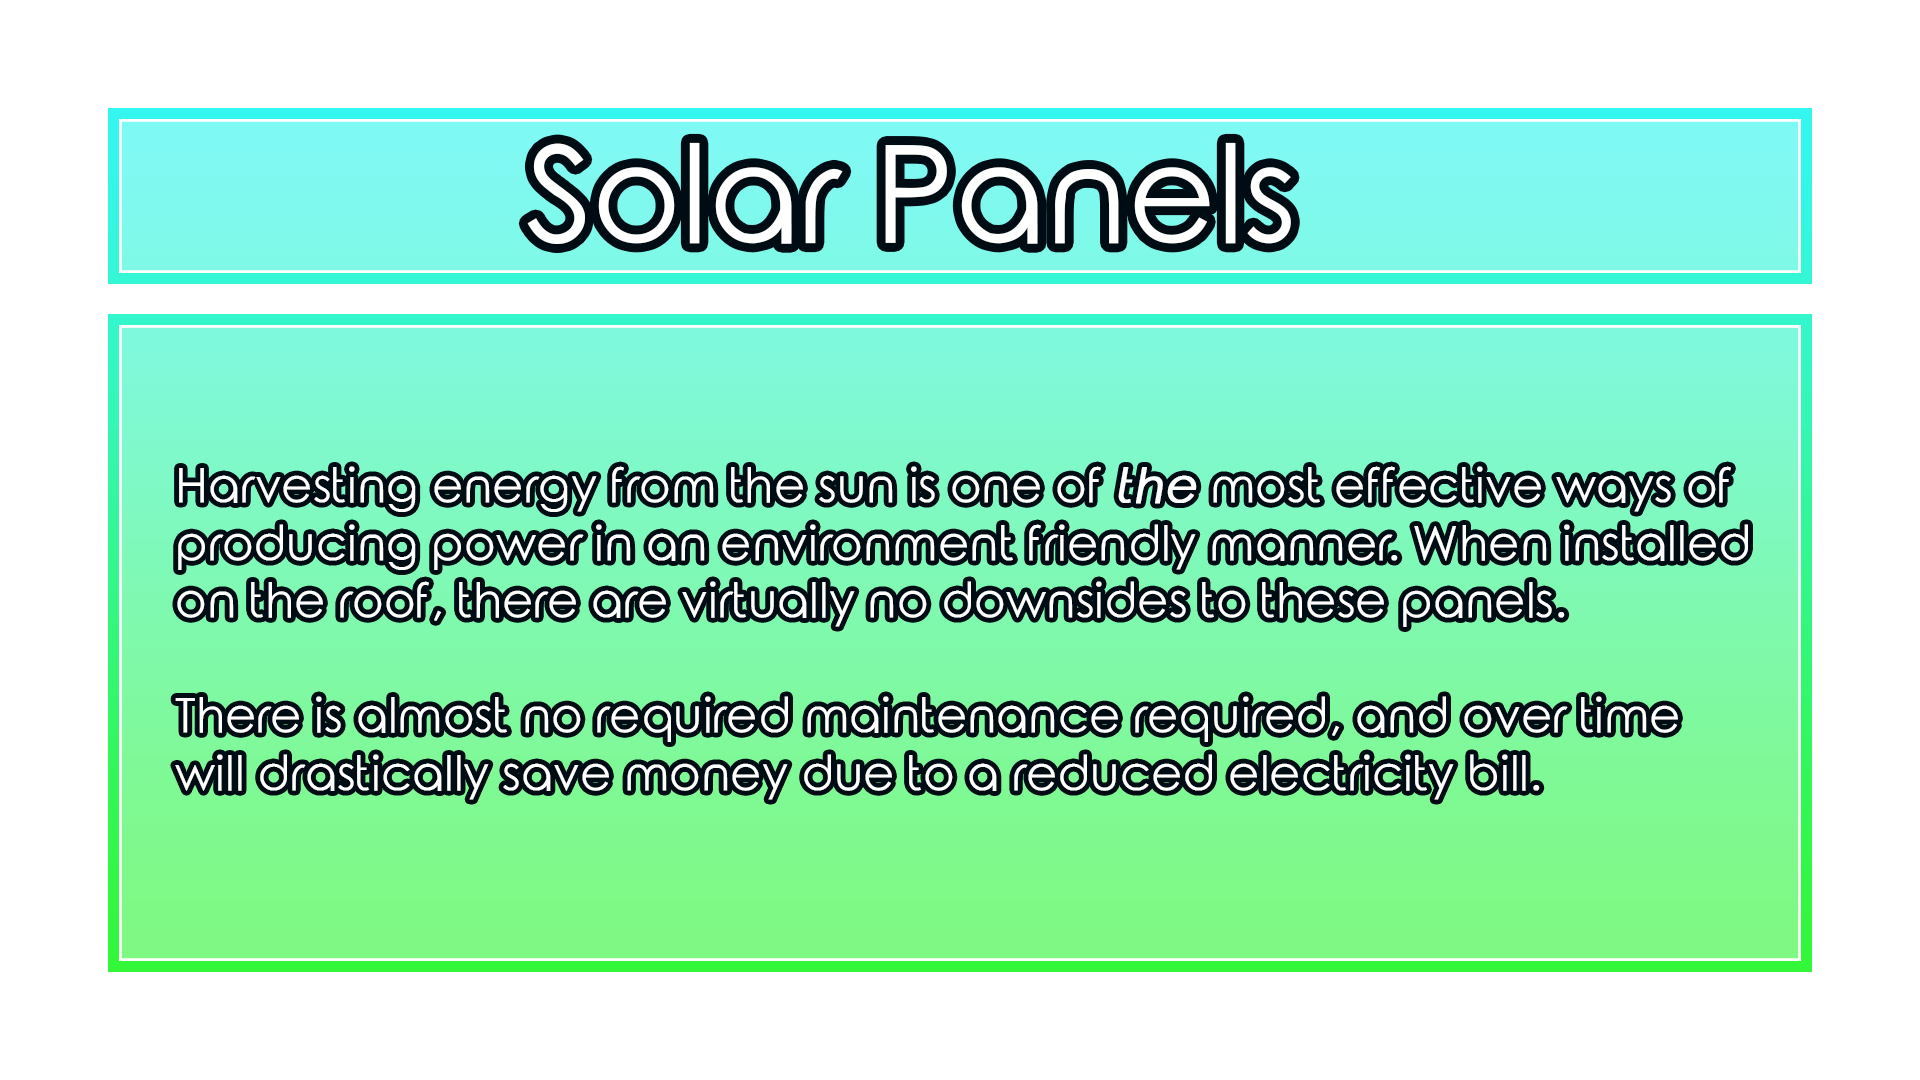 Solar Panels
Harvesting energy from the sun is one of the most effective ways of
producing power in an environment friendly manner. When installed
on the roof, there are virtually no downsides to these panels.
There is almost no required maintenance required, and over time
will drastically save money due to a reduced electricity bill.